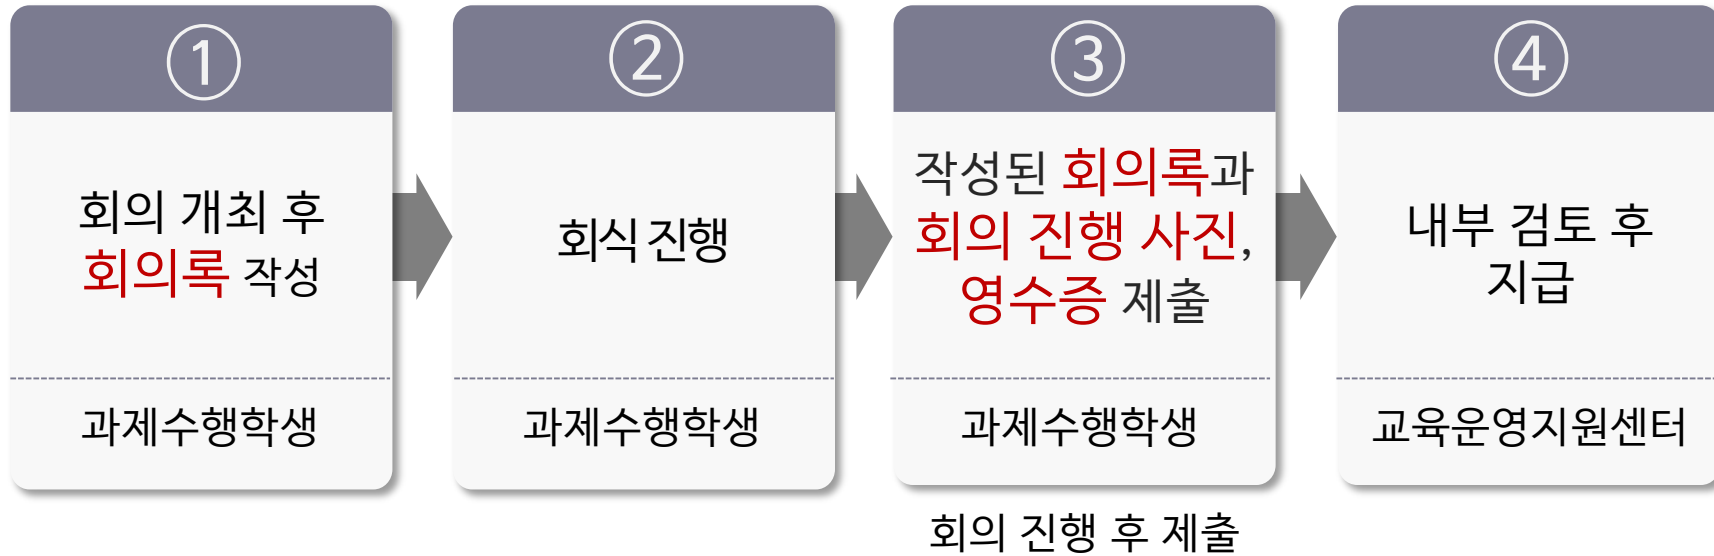 ①
회의 개최 후
회의록 작성
과제수행학생
②
회식 진행
과제수행학생
③
작성된 회의록과
회의 진행 사진,
영수증 제출
과제수행학생
회의 진행 후 제출
④
내부 검토 후
지급
교육운영지원센터